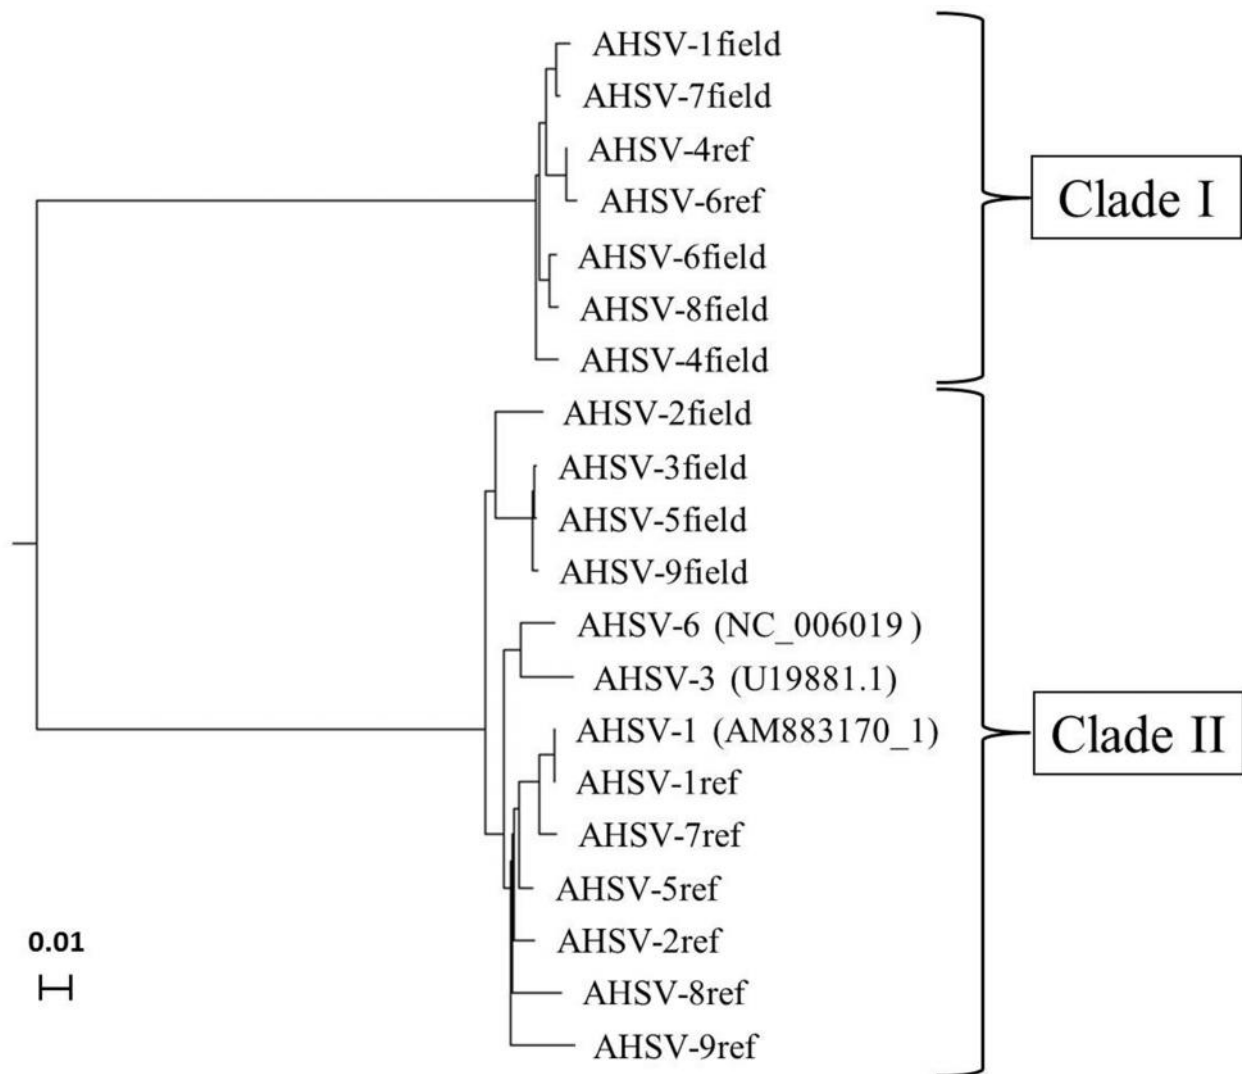 AHSV-1field
AHSV-7field
AHSV-4ref
AHSV-6ref
AHSV-6field
AHSV-8field
AHSV-4field
Clade I
AHSV-2field
AHSV-3field
AHSV-5field
AHSV-9field
AHSV-6 (NC_006019 )
AHSV-3 (U19881.1)
AHSV-1 (AM883170_1)
AHSV-1ref
AHSV-7ref
AHSV-5ref
AHSV-2ref
AHSV-8ref
AHSV-9ref
Clade II
0.01